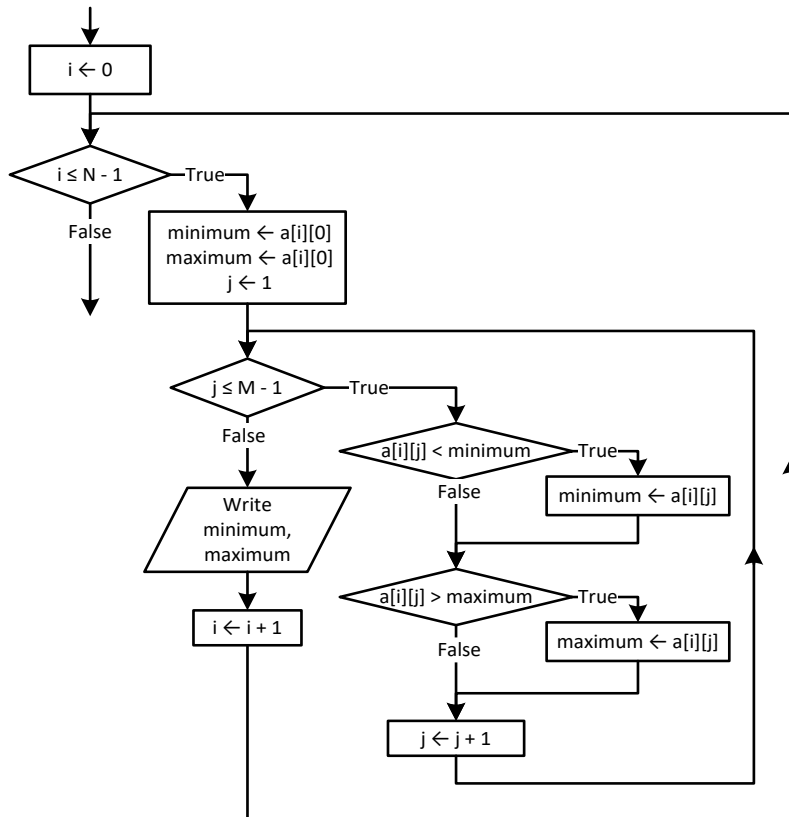 i ← 0
i ≤ N - 1
True
False
minimum ← a[i][0]
maximum ← a[i][0]
j ← 1
j ≤ M - 1
True
False
a[i][j] < minimum
True
False
minimum ← a[i][j]
Write
minimum,
maximum
a[i][j] > maximum
True
False
maximum ← a[i][j]
i ← i + 1
j ← j + 1